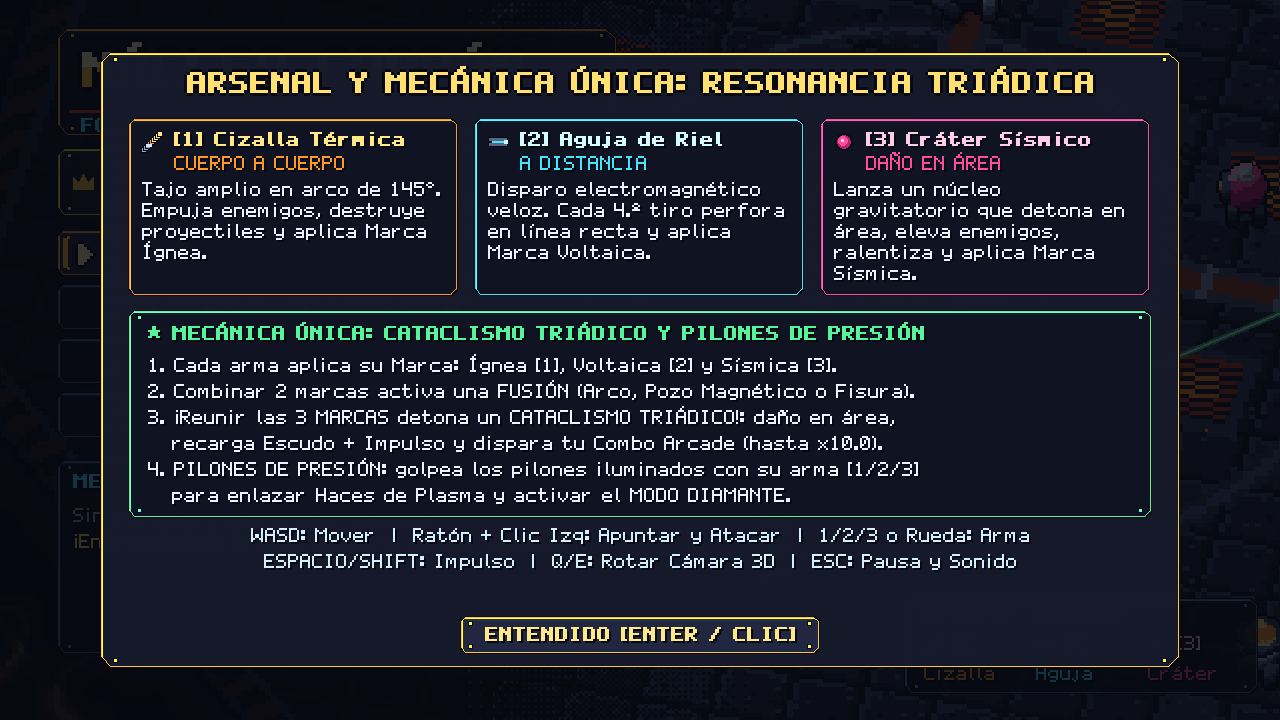 ARSENAL Y MECÁNICA ÚNICA: RESONANCIA TRIÁDICA
[1] Cizalla Térmica
CUERPO A CUERPO
Tajo amplio en arco de 145°.
Empuja enemigos, destruye
proyectiles y aplica Marca
Ígnea.
[2] Aguja de Riel
A DISTANCIA
Disparo electromagnético
veloz. Cada 4.º tiro perfora
en línea recta y aplica
Marca Voltaica.
[3] Cráter Sísmico
DAÑO EN ÁREA
Lanza un núcleo
gravitatorio que detona en
área, eleva enemigos,
ralentiza y aplica Marca
Sísmica.
★ MECÁNICA ÚNICA: CATACLISMO TRIÁDICO Y PILONES DE PRESIÓN
1. Cada arma aplica su Marca: Ígnea [1], Voltaica [2] y Sísmica [3].
2. Combinar 2 marcas activa una FUSIÓN (Arco, Pozo Magnético o Fisura).
3. ¡Reunir las 3 MARCAS detona un CATACLISMO TRIÁDICO!: daño en área,
recarga Escudo + Impulso y dispara tu Combo Arcade (hasta x10.0).
4. PILONES DE PRESIÓN: golpea los pilones iluminados con su arma [1/2/3]
para enlazar Haces de Plasma y activar el MODO DIAMANTE.
WASD: Mover | Ratón + Clic Izq: Apuntar y Atacar | 1/2/3 o Rueda: Arma
ESPACIO/SHIFT: Impulso | Q/E: Rotar Cámara 3D | ESC: Pausa y Sonido
ENTENDIDO [ENTER / CLIC]
[3]
Cizalla Aguja Cráter